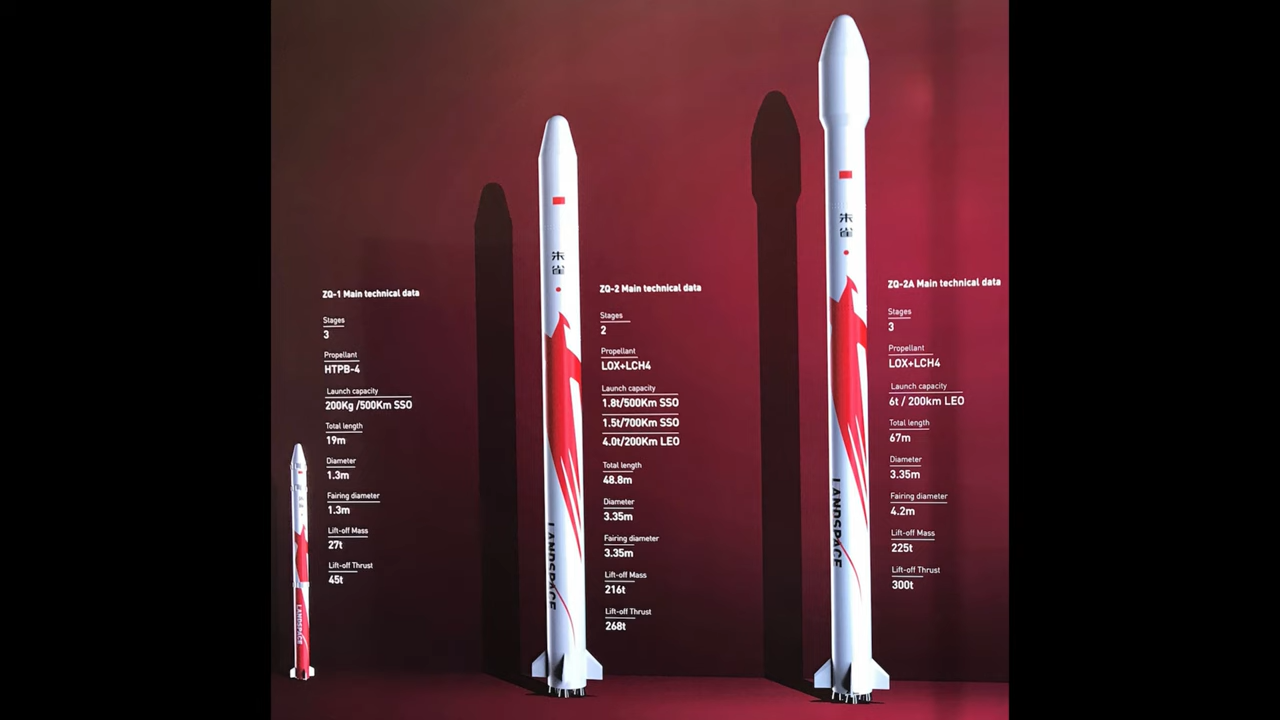 ZQ-1 Main technical data
Stages
3
Propellant
HTPB-4
Launch capacity
200Kg /500Km SSO
Total length
19m
Diameter
1.3m
Fairing diameter
1.3m
Lift-off Mass
27t
Lift-off Thrust
45t
LANDSPACE
朱
雀
ZQ-2 Main technical data
Stages
2
Propellant
LOX+LCH4
Launch capacity
1.8t/500Km SSO
1.5t/700Km SSO
4.0t/200Km LEO
Total length
48.8m
Diameter
3.35m
Fairing diameter
3.35m
Lift-off Mass
216t
Lift-off Thrust
268t
LANDSPACE
朱
雀
ZQ-2A Main technical data
Stages
3
Propellant
LOX+LCH4
Launch capacity
6t / 200km LEO
Total length
67m
Diameter
3.35m
Fairing diameter
4.2m
Lift-off Mass
225t
Lift-off Thrust
300t
LANDSPACE